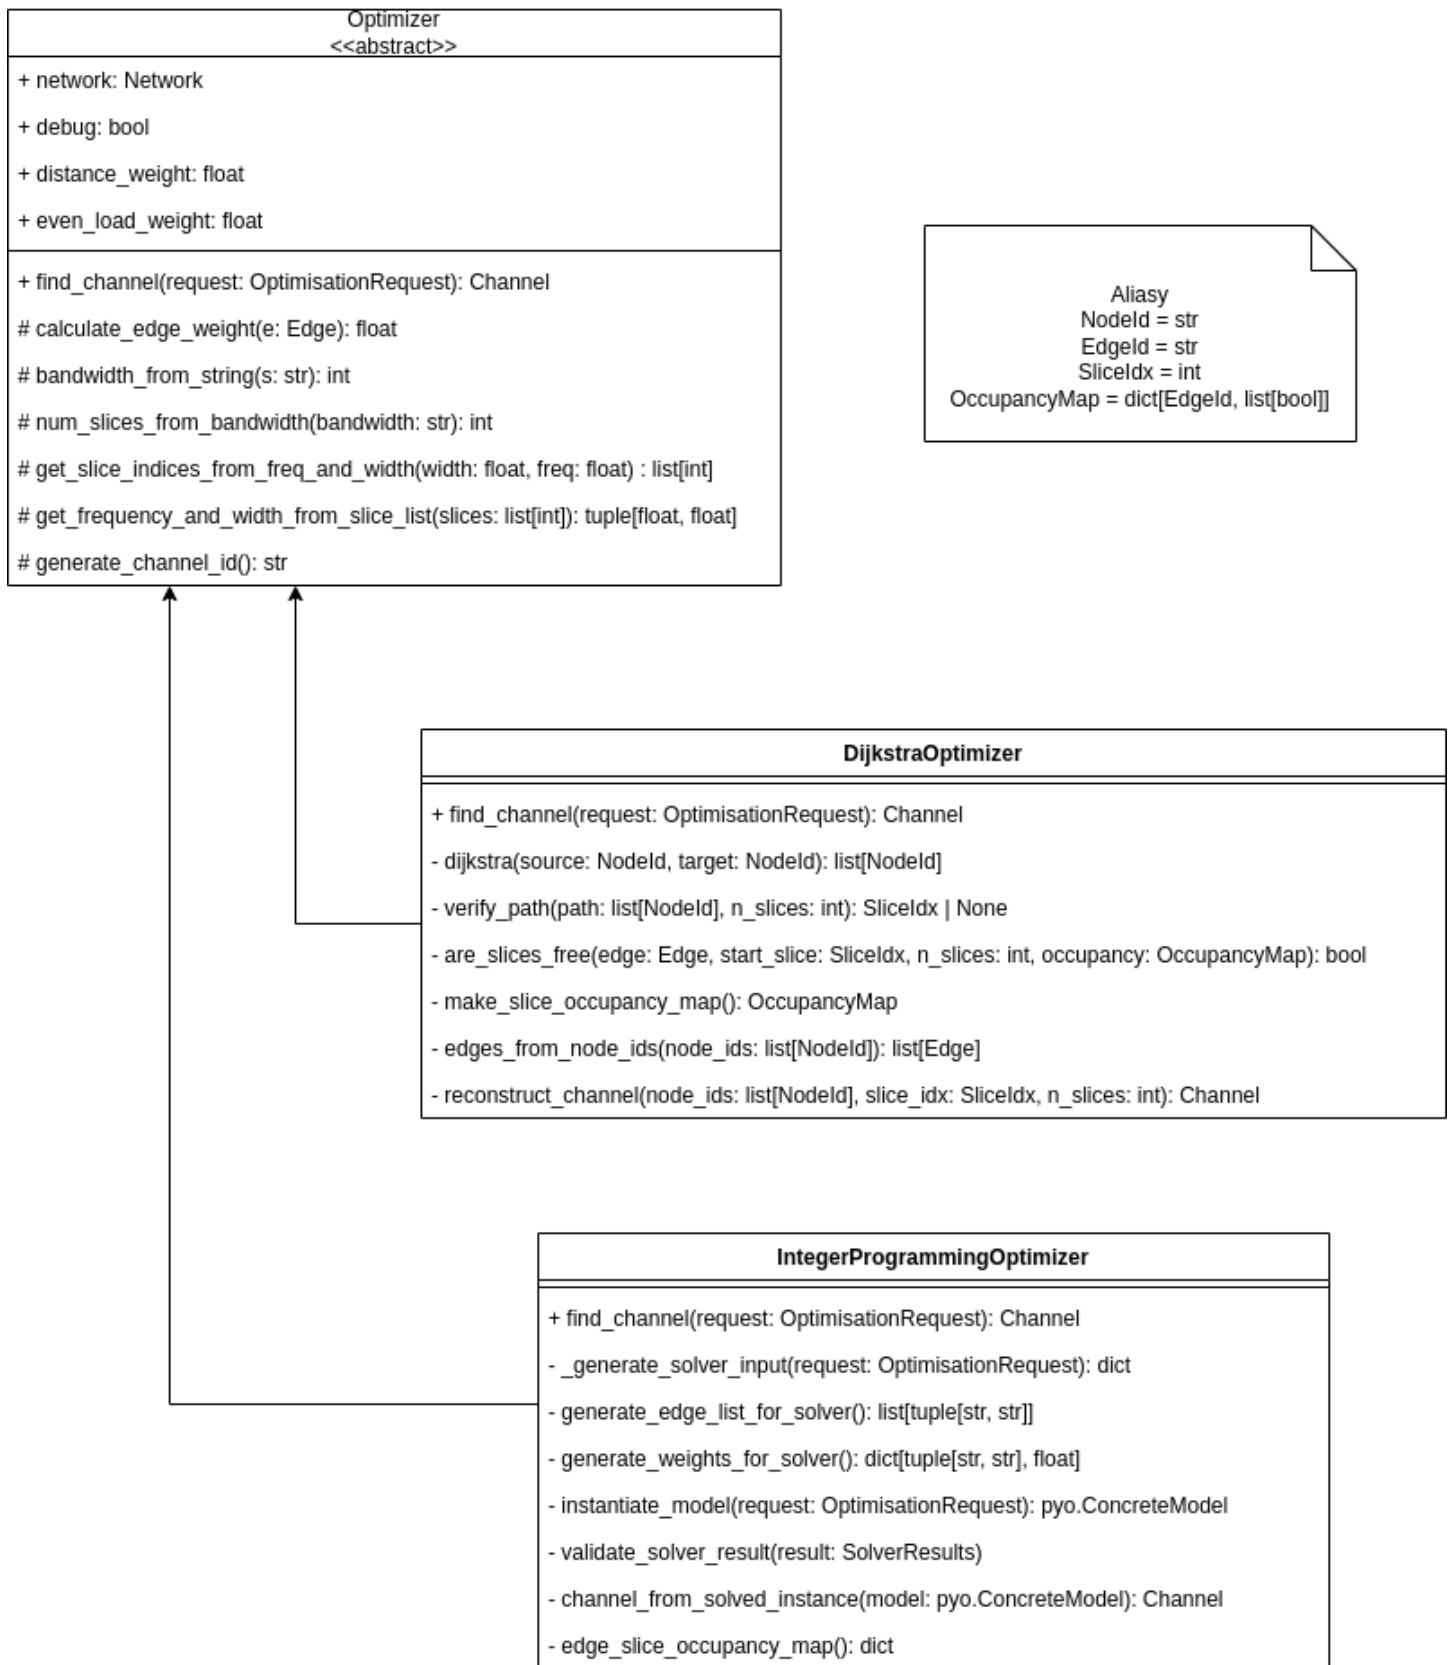 Optimizer
<<abstract>>
+ network: Network
+ debug: bool
+ distance_weight: float
+ even_load_weight: float
+ find_channel(request: OptimisationRequest): Channel
# calculate_edge_weight(e: Edge): float
# bandwidth_from_string(s: str): int
# num_slices_from_bandwidth(bandwidth: str): int
# get_slice_indices_from_freq_and_width(width: float, freq: float) : list[int]
# get_frequency_and_width_from_slice_list(slices: list[int]): tuple[float, float]
# generate_channel_id(): str
Aliasy
NodeId = str
EdgeId = str
SliceIdx = int
OccupancyMap = dict[EdgeId, list[bool]]
DijkstraOptimizer
+ find_channel(request: OptimisationRequest): Channel
- dijkstra(source: NodeId, target: NodeId): list[NodeId]
- verify_path(path: list[NodeId], n_slices: int): SliceIdx | None
- are_slices_free(edge: Edge, start_slice: SliceIdx, n_slices: int, occupancy: OccupancyMap): bool
- make_slice_occupancy_map(): OccupancyMap
- edges_from_node_ids(node_ids: list[NodeId]): list[Edge]
- reconstruct_channel(node_ids: list[NodeId], slice_idx: SliceIdx, n_slices: int): Channel
IntegerProgrammingOptimizer
+ find_channel(request: OptimisationRequest): Channel
- _generate_solver_input(request: OptimisationRequest): dict
- generate_edge_list_for_solver(): list[tuple[str, str]]
- generate_weights_for_solver(): dict[tuple[str, str], float]
- instantiate_model(request: OptimisationRequest): pyo.ConcreteModel
- validate_solver_result(result: SolverResults)
- channel_from_solved_instance(model: pyo.ConcreteModel): Channel
- edge_slice_occupancy_map(): dict